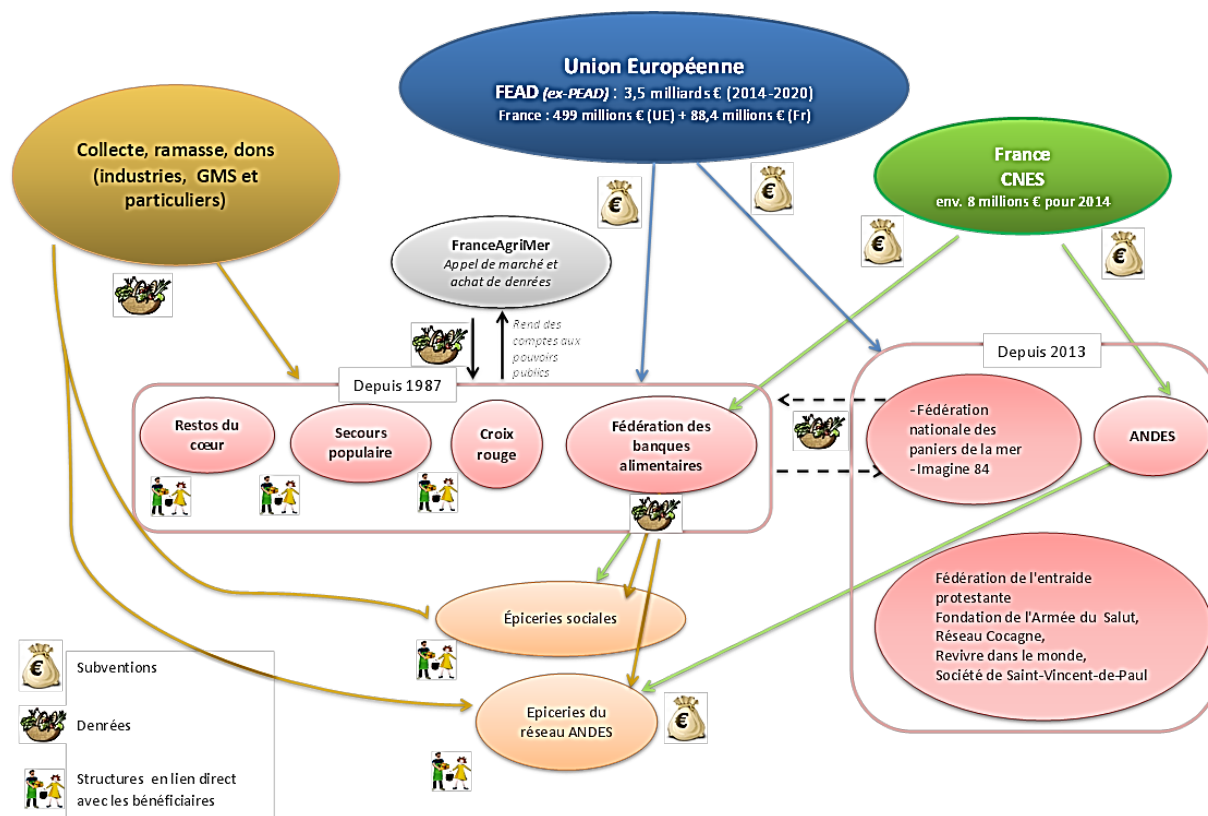 Union Européenne
FEAD (ex-PEAD) : 3,5 milliards € (2014-2020)
France : 499 millions € (UE) + 88,4 millions € (Fr)
Collecte, ramasse, dons
(industries, GMS et
particuliers)
France
CNES
env. 8 millions € pour 2014
FranceAgriMer
Appel de marché et
achat de denrées
Rend des
comptes aux
pouvoirs
publics
Depuis 1987
Depuis 2013
Restos du
cœur
Secours
populaire
Croix
rouge
Fédération des
banques
alimentaires
-Fédération
nationale des
paniers de la mer
-Imagine 84
ANDES
Fédération de l'entraide
protestante
Fondation de l'Armée du Salut,
Réseau Cocagne,
Revivre dans le monde,
Société de Saint-Vincent-de-Paul
Épiceries sociales
Epiceries du
réseau ANDES
Subventions
Denrées
Structures en lien direct
avec les bénéficiaires
€
€
€
€
€
€